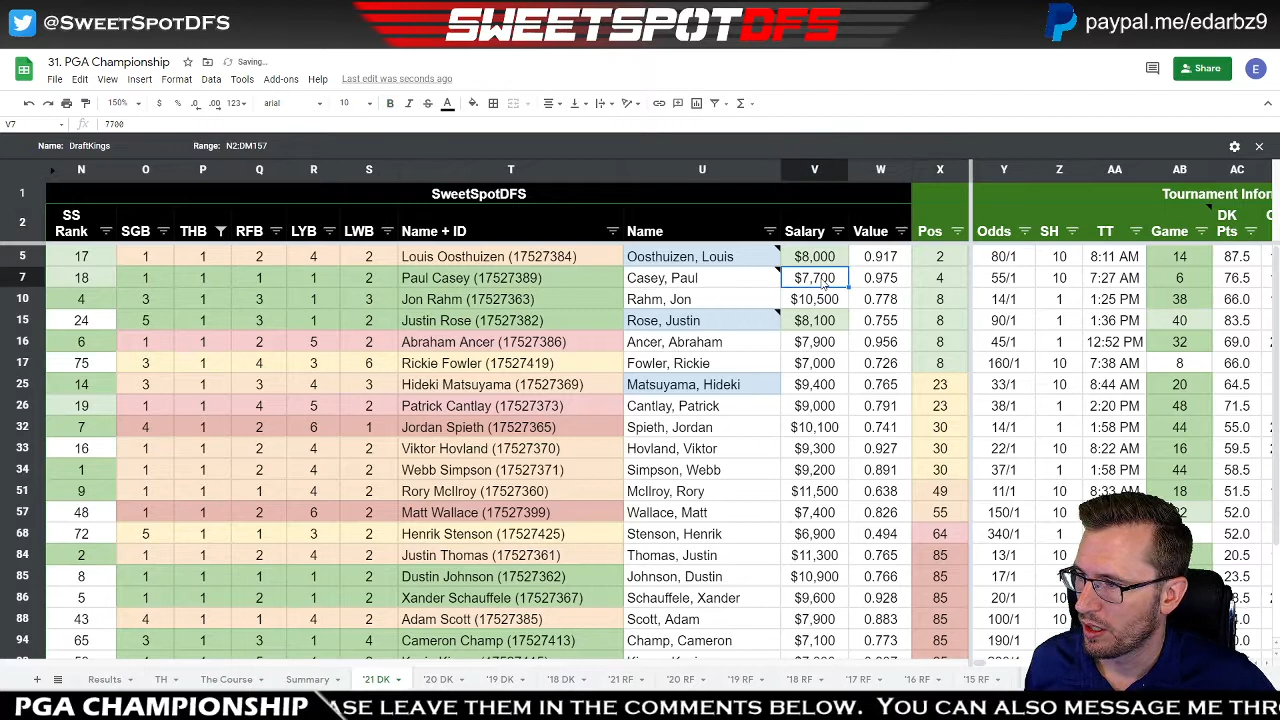 @SweetSpotDFS
SWEETSPOTDFS
paypal.me/edarbz9
31. PGA Championship
Saving...
File Edit View Insert Format Data Tools Add-ons Help
Last edit was seconds ago
Share
E
150% $ % .0 .00 123 arial 10 B I S A
V7 fx 7700
Name: DraftKings Range: N2:DM157
N O P Q R S T U V W X Y Z AA AB AC
1 SweetSpotDFS Tournament Infor
2 SS Rank SGB THB RFB LYB LWB Name + ID Name Salary Value Pos Odds SH TT Game DK Pts
5 17 1 1 2 4 2 Louis Oosthuizen (17527384) Oosthuizen, Louis $8,000 0.917 2 80/1 10 8:11 AM 14 87.5
7 18 1 1 1 1 2 Paul Casey (17527389) Casey, Paul $7,700 0.975 4 55/1 10 7:27 AM 6 76.5
10 4 3 1 3 1 2 Jon Rahm (17527363) Rahm, Jon $10,500 0.778 8 14/1 1 1:25 PM 38 66.0
15 24 5 1 3 1 2 Justin Rose (17527382) Rose, Justin $8,100 0.755 8 90/1 1 1:36 PM 40 83.5
16 6 1 1 2 5 2 Abraham Ancer (17527386) Ancer, Abraham $7,900 0.956 8 45/1 1 12:52 PM 32 69.0
17 75 3 1 4 3 6 Rickie Fowler (17527419) Fowler, Rickie $7,000 0.726 8 160/1 1 7:38 AM 8 66.0
25 14 3 1 3 4 3 Hideki Matsuyama (17527369) Matsuyama, Hideki $9,400 0.765 23 33/1 10 8:44 AM 20 64.5
26 19 1 1 4 5 2 Patrick Cantlay (17527373) Cantlay, Patrick $9,000 0.791 23 38/1 1 2:20 PM 48 71.5
32 7 4 1 2 6 1 Jordan Spieth (17527365) Spieth, Jordan $10,100 0.741 30 14/1 1 1:58 PM 44 55.0
33 16 1 1 2 4 2 Viktor Hovland (17527370) Hovland, Viktor $9,300 0.927 30 22/1 10 8:22 AM 16 59.5
34 1 1 1 2 4 2 Webb Simpson (17527371) Simpson, Webb $9,200 0.891 30 37/1 1 1:58 PM 44 58.5
51 9 1 1 1 4 2 Rory McIlroy (17527360) McIlroy, Rory $11,500 0.638 49 11/1 10 8:33 AM 18 51.5
57 48 1 1 2 6 2 Matt Wallace (17527399) Wallace, Matt $7,400 0.826 55 150/1 1 52.0
68 72 5 1 1 3 2 Henrik Stenson (17527425) Stenson, Henrik $6,900 0.494 64 340/1 1 52.0
84 2 1 1 2 4 2 Justin Thomas (17527361) Thomas, Justin $11,300 0.765 85 13/1 20.5
85 8 1 1 1 1 2 Dustin Johnson (17527362) Johnson, Dustin $10,900 0.766 85 17/1 23.5
86 5 1 1 2 1 2 Xander Schauffele (17527367) Schauffele, Xander $9,600 0.928 85 20/1
88 43 4 1 1 4 2 Adam Scott (17527385) Scott, Adam $7,900 0.883 85 100/1
94 65 3 1 3 1 4 Cameron Champ (17527413) Champ, Cameron $7,100 0.773 85 190/1
Results TH The Course Summary '21 DK '20 DK '19 DK '18 DK '21 RF '20 RF '19 RF '18 RF '17 RF '16 RF '15 RF
PGA CHAMPIONSHIP
EASE LEAVE THEM IN THE COMMENTS BELOW. YOU CAN ALSO MESSAGE ME THR